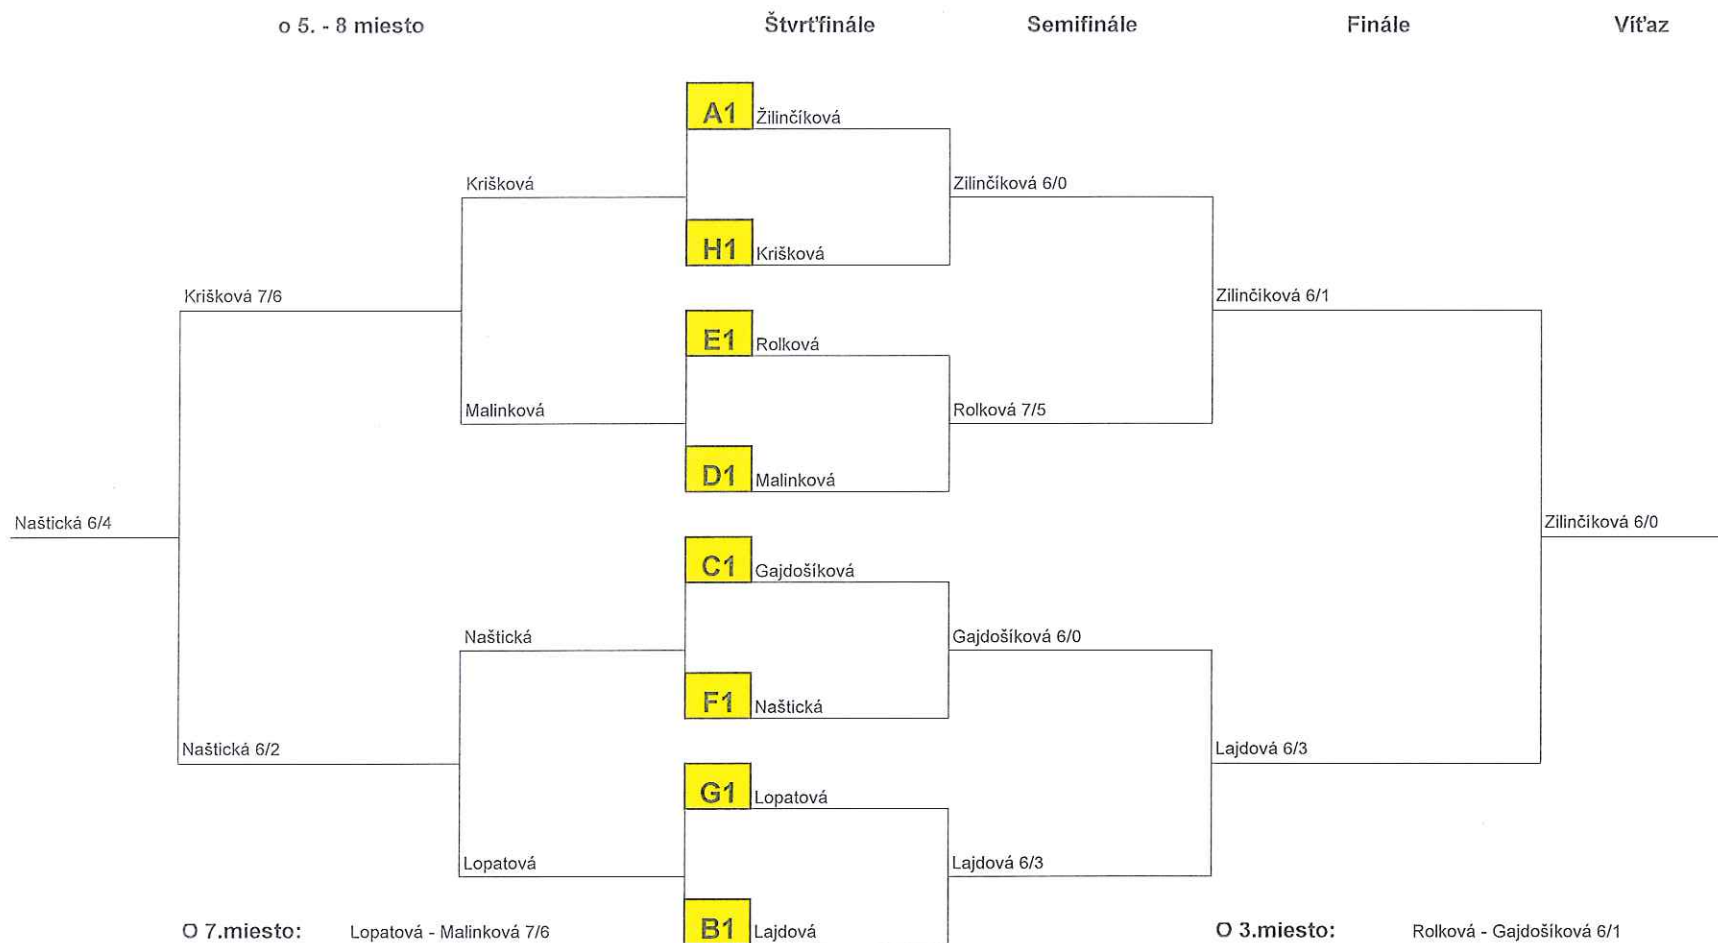 o 5. - 8 miesto Štvrťfinále Semifinále Finále Víťaz
A1 Žilinčíková
Krišková Zilinčíková 6/0
H1 Krišková
Krišková 7/6 Zilinčíková 6/1
E1 Rolková
Malinková Rolková 7/5
D1 Malinková
Naštická 6/4 Zilinčíková 6/0
C1 Gajdošíková
Naštická Gajdošíková 6/0
F1 Naštická
Naštická 6/2 Lajdová 6/3
G1 Lopatová
Lopatová Lajdová 6/3
O 7.miesto: Lopatová - Malinková 7/6 B1 Lajdová O 3.miesto: Rolková - Gajdošíková 6/1